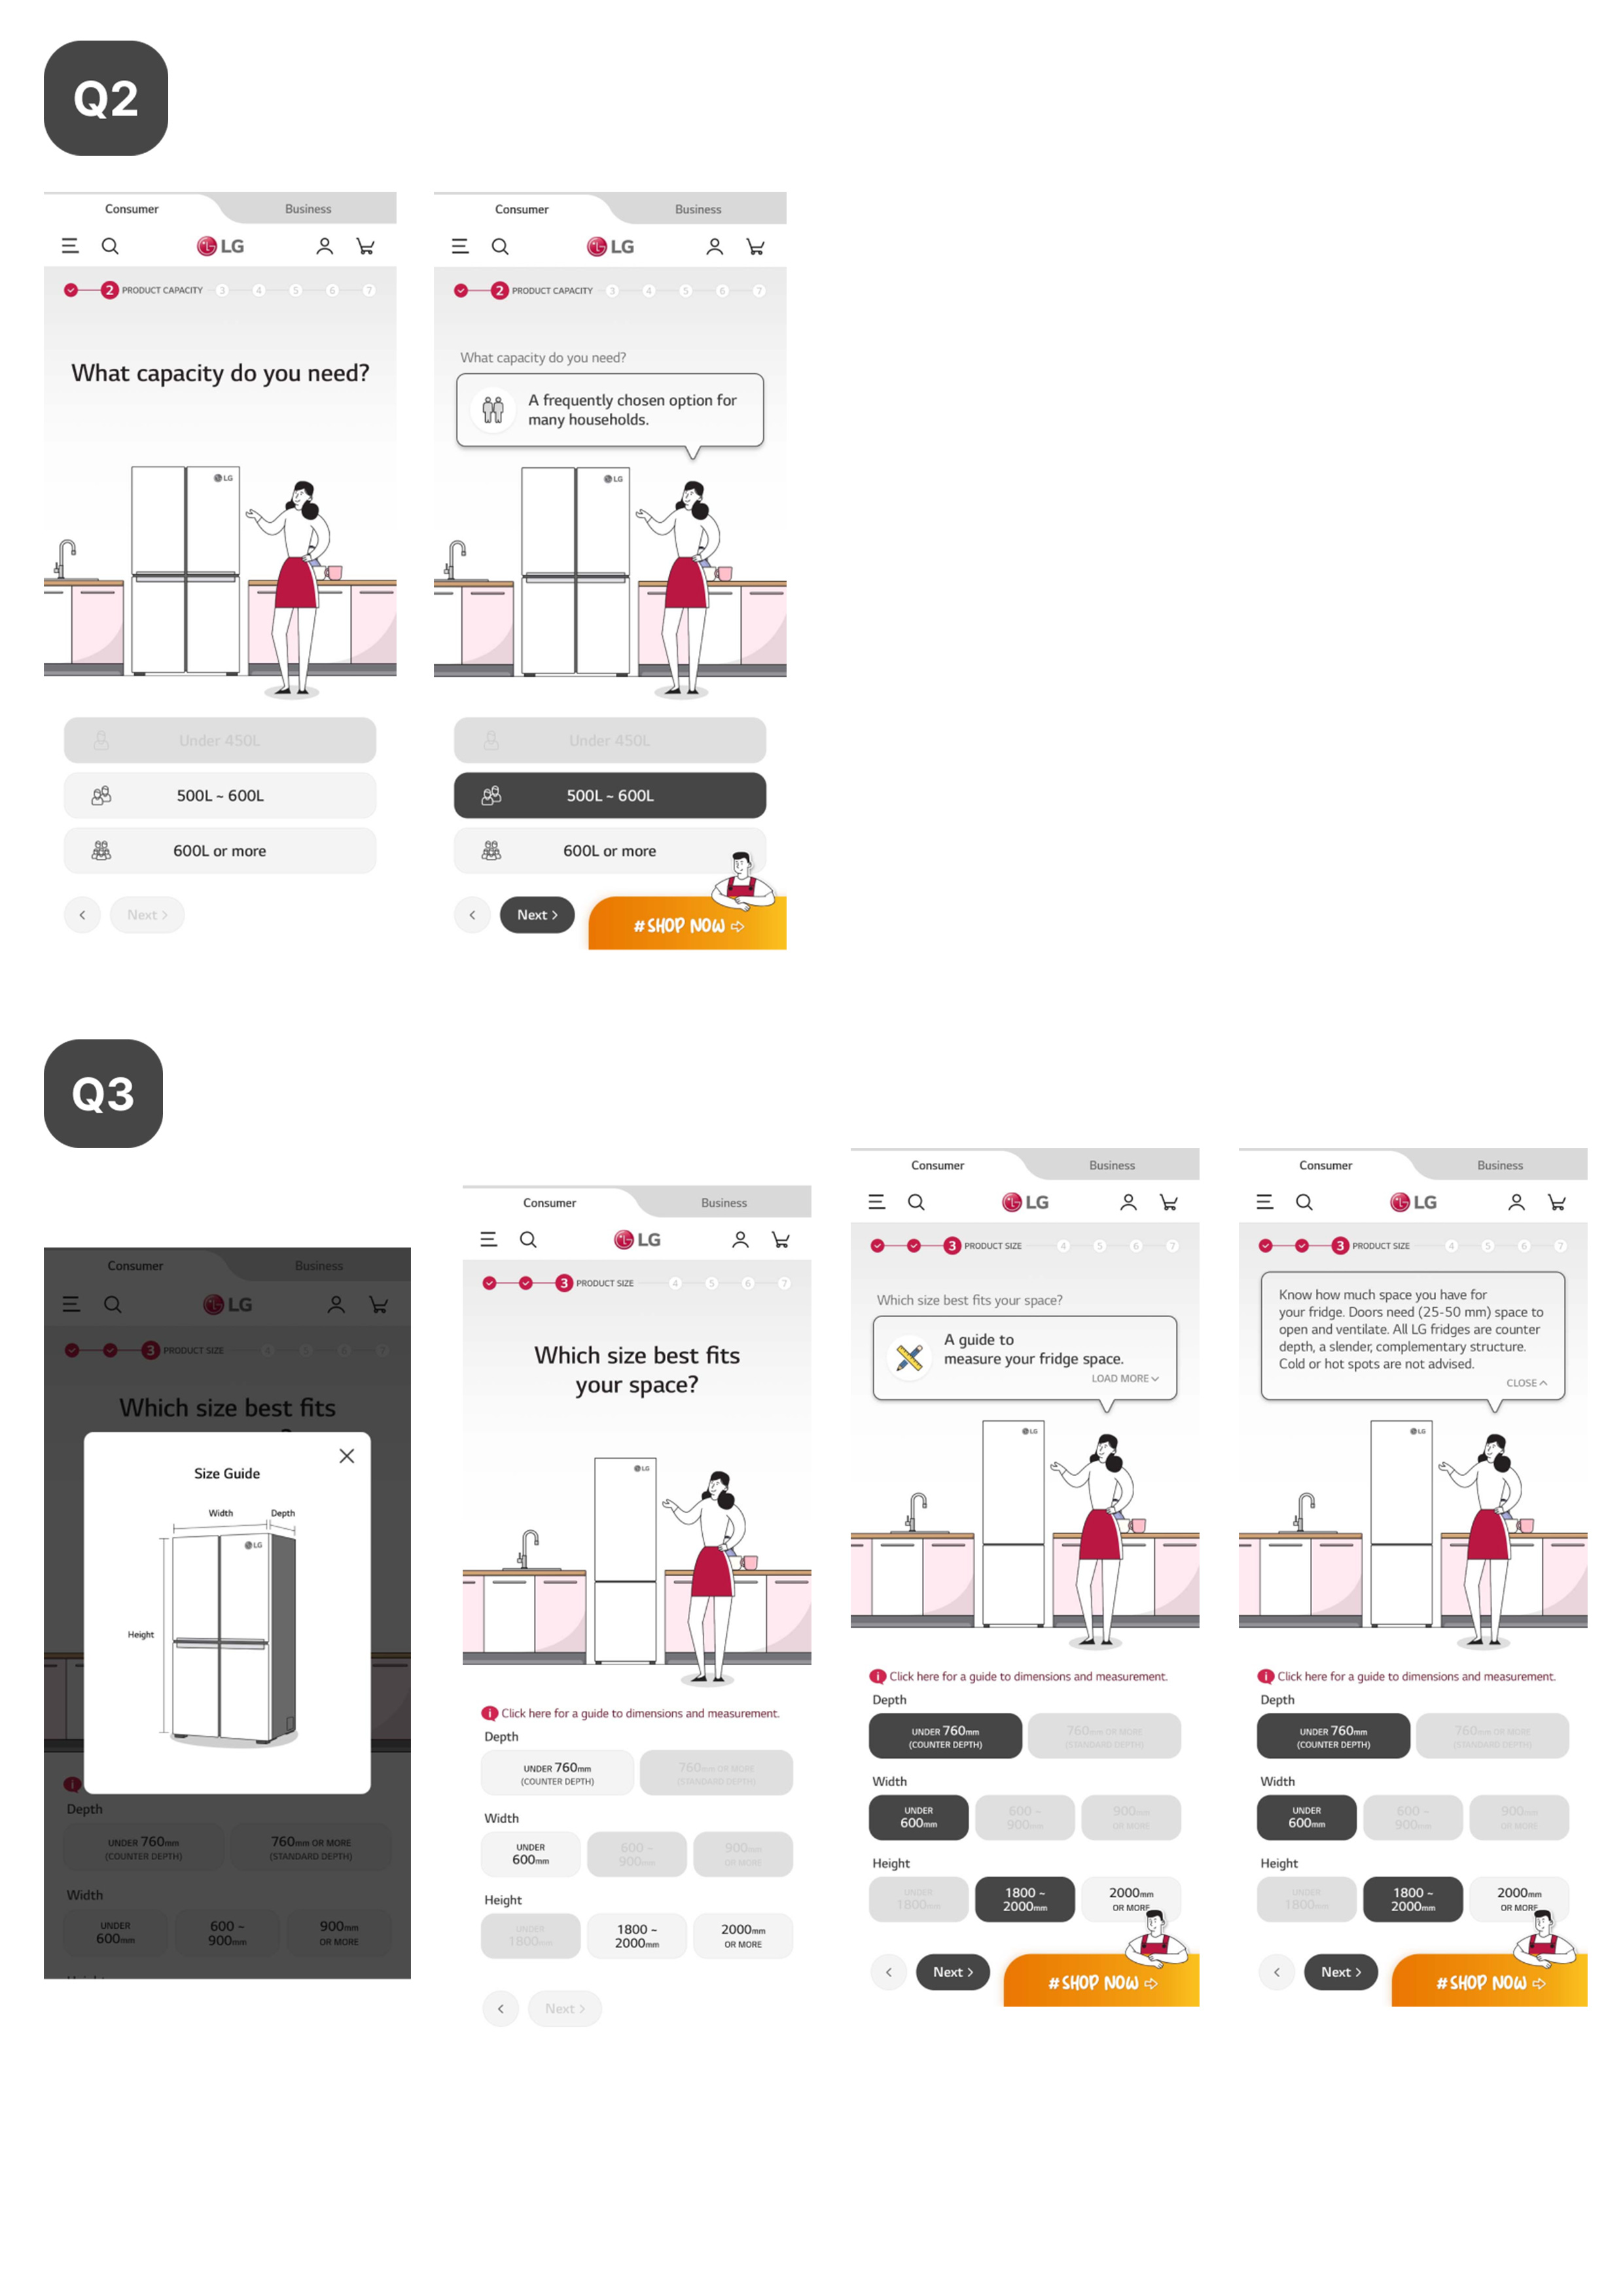 Q2
Consumer
Business
LG
2 PRODUCT CAPACITY 3 4 5 6 7
What capacity do you need?
LG
Under 450L
500L ~ 600L
600L or more
Next >
Consumer
Business
LG
2 PRODUCT CAPACITY 3 4 5 6 7
What capacity do you need?
A frequently chosen option for
many households.
LG
Under 450L
500L ~ 600L
600L or more
Next >
#SHOP NOW
Q3
Consumer
Business
LG
3 PRODUCT SIZE 4 5 6 7
Which size best fits
Size Guide
Width
Depth
LG
Height
Depth
UNDER 760mm
(COUNTER DEPTH)
760mm OR MORE
(STANDARD DEPTH)
Width
UNDER
600mm
600 ~
900mm
900mm
OR MORE
Consumer
Business
LG
3 PRODUCT SIZE 4 5 6 7
Which size best fits
your space?
LG
Click here for a guide to dimensions and measurement.
Depth
UNDER 760mm
(COUNTER DEPTH)
760mm OR MORE
(STANDARD DEPTH)
Width
UNDER
600mm
600 ~
900mm
900mm
OR MORE
Height
UNDER
1800mm
1800 ~
2000mm
2000mm
OR MORE
Next >
Consumer
Business
LG
3 PRODUCT SIZE 4 5 6 7
Which size best fits your space?
A guide to
measure your fridge space.
LOAD MORE
LG
Click here for a guide to dimensions and measurement.
Depth
UNDER 760mm
(COUNTER DEPTH)
760mm OR MORE
(STANDARD DEPTH)
Width
UNDER
600mm
600 ~
900mm
900mm
OR MORE
Height
UNDER
1800mm
1800 ~
2000mm
2000mm
OR MORE
Next >
#SHOP NOW
Consumer
Business
LG
3 PRODUCT SIZE 4 5 6 7
Know how much space you have for
your fridge. Doors need (25-50 mm) space to
open and ventilate. All LG fridges are counter
depth, a slender, complementary structure.
Cold or hot spots are not advised.
CLOSE
LG
Click here for a guide to dimensions and measurement.
Depth
UNDER 760mm
(COUNTER DEPTH)
760mm OR MORE
(STANDARD DEPTH)
Width
UNDER
600mm
600 ~
900mm
900mm
OR MORE
Height
UNDER
1800mm
1800 ~
2000mm
2000mm
OR MORE
Next >
#SHOP NOW